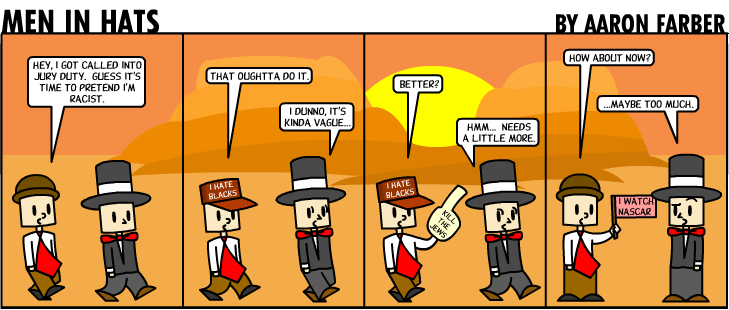 MEN IN HATS
BY AARON FARBER
HEY, I GOT CALLED INTO
JURY DUTY. GUESS IT'S
TIME TO PRETEND I'M
RACIST.
THAT OUGHTTA DO IT.
I DUNNO, IT'S
KINDA VAGUE...
I HATE
BLACKS
BETTER?
HMM... NEEDS
A LITTLE MORE.
I HATE
BLACKS
KILL
THE
JEWS
HOW ABOUT NOW?
...MAYBE TOO MUCH.
I WATCH
NASCAR